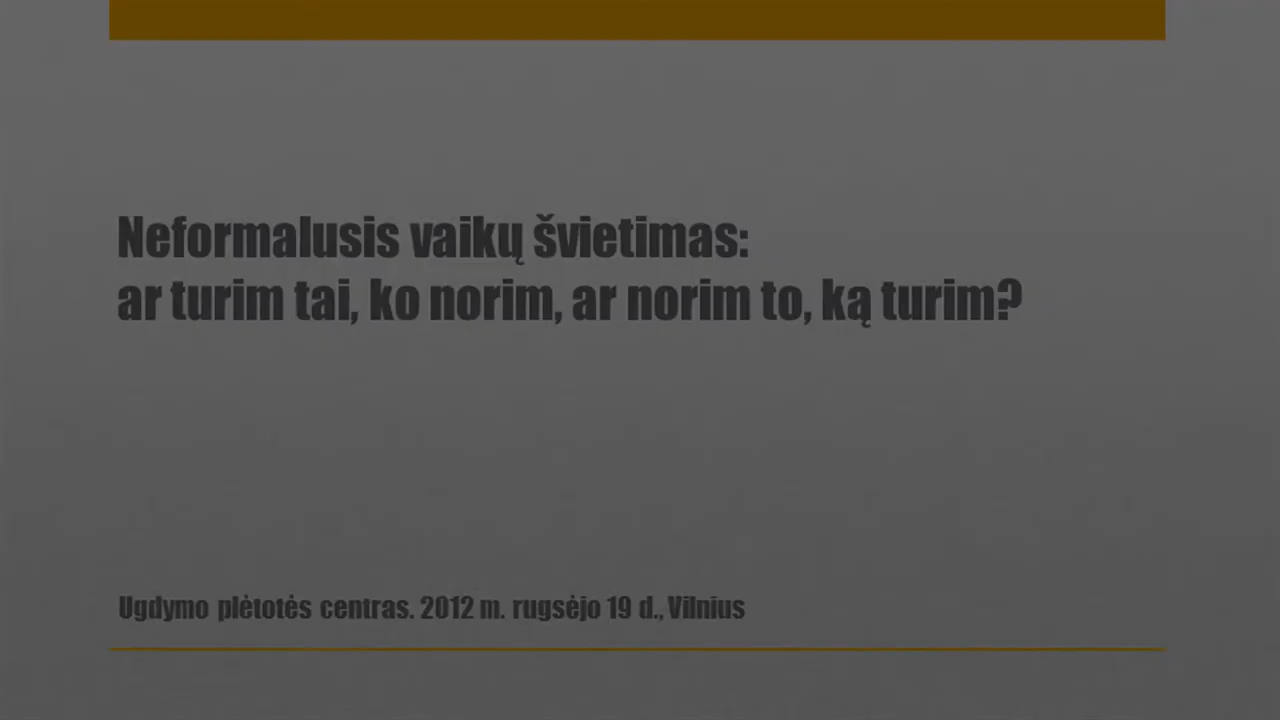 Neformalusis vaikų švietimas:
ar turim tai, ko norim, ar norim to, ką turim?
Ugdymo plėtotės centras. 2012 m. rugsėjo 19 d., Vilnius